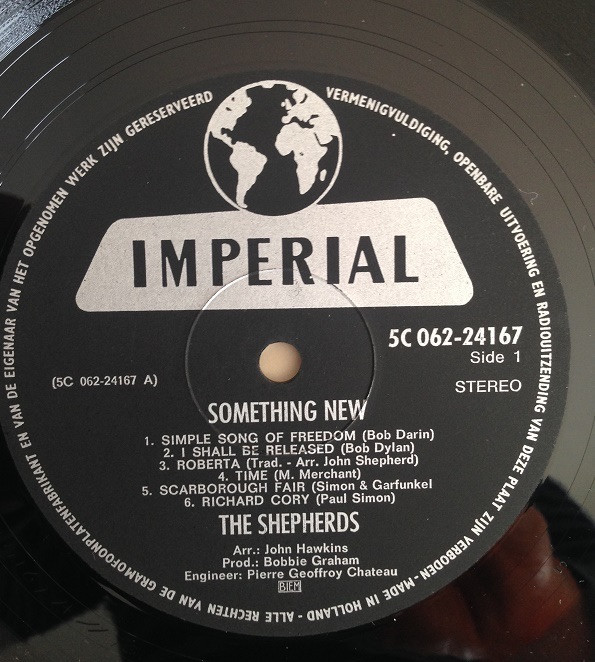 IMPERIAL
5C 062-24167
Side 1
(5C 062-24167 A)
STEREO
SOMETHING NEW
1. SIMPLE SONG OF FREEDOM (Bob Darin)
2. I SHALL BE RELEASED (Bob Dylan)
3. ROBERTA (Trad. - Arr. John Shepherd)
4. TIME (M. Merchant)
5. SCARBOROUGH FAIR (Simon & Garfunkel
6. RICHARD CORY (Paul Simon)
THE SHEPHERDS
Arr.: John Hawkins
Prod.: Bobbie Graham
Engineer: Pierre Geoffroy Chateau
BIEM
VERMENIGVULDIGING, OPENBARE UITVOERING EN RADIOUITZENDING VAN DEZE PLAAT ZIJN VERBODEN-MADE IN HOLLAND - ALLE RECHTEN VAN DE GRAMOFOONPLATENFABRIKANT EN VAN DE EIGENAAR VAN HET OPGENOMEN WERK ZIJN GERESERVEERD